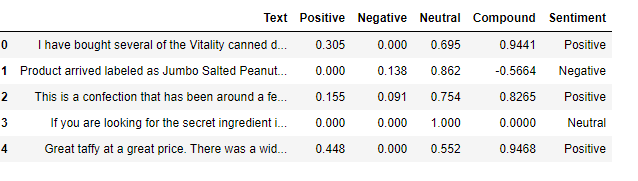 Text Positive Negative Neutral Compound Sentiment
0 I have bought several of the Vitality canned d... 0.305 0.000 0.695 0.9441 Positive
1 Product arrived labeled as Jumbo Salted Peanut... 0.000 0.138 0.862 -0.5664 Negative
2 This is a confection that has been around a fe... 0.155 0.091 0.754 0.8265 Positive
3 If you are looking for the secret ingredient i... 0.000 0.000 1.000 0.0000 Neutral
4 Great taffy at a great price. There was a wid... 0.448 0.000 0.552 0.9468 Positive